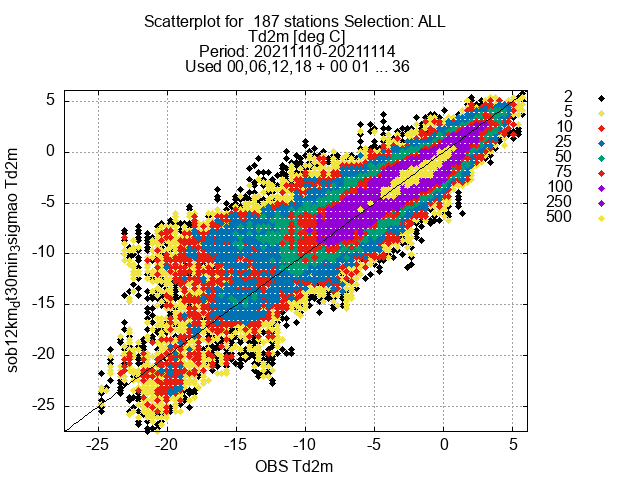 Scatterplot for 187 stations Selection: ALL
Td2m [deg C]
Period: 20211110-20211114
Used 00,06,12,18 + 00 01 ... 36
2
5
10
25
50
75
100
250
500
5
0
-5
-10
-15
-20
-25
sob12km_dt30min_3sigmao Td2m
-25 -20 -15 -10 -5 0 5
OBS Td2m